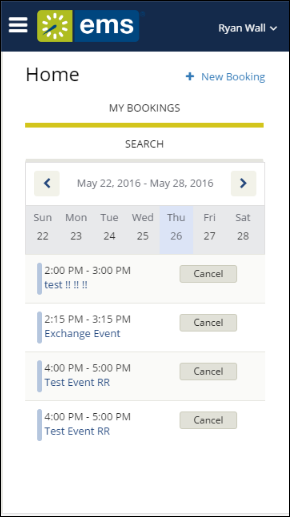 ems
Ryan Wall
Home
+ New Booking
MY BOOKINGS
SEARCH
May 22, 2016 - May 28, 2016
Sun Mon Tue Wed Thu Fri Sat
22 23 24 25 26 27 28
2:00 PM - 3:00 PM
Cancel
test !! !! !!
2:15 PM - 3:15 PM
Cancel
Exchange Event
4:00 PM - 5:00 PM
Cancel
Test Event RR
4:00 PM - 5:00 PM
Cancel
Test Event RR